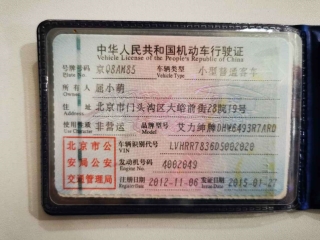 中华人民共和国机动车行驶证
Vehicle License of the People's Republic of China
号牌号码 京Q8AM85 车辆类型 小型普通客车
Plate No. Vehicle Type
所有人 屈小萌
Owner
住址 北京市门头沟区大峪滑街28院19号
Address
使用性质 非营运 品牌型号 艾力绅牌DHW6493R7ARD
Use Character Model
北京市公 车辆识别代号 LVHRR7836D5002020
VIN
安局公安 发动机号码 4002049
Engine No.
交通管理局 注册日期 2012-11-06 发证日期 2015-01-27
Register Date Issue Date